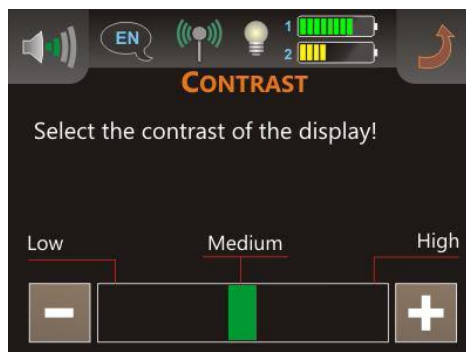 EN
1
2
CONTRAST
Select the contrast of the display!
Low Medium High